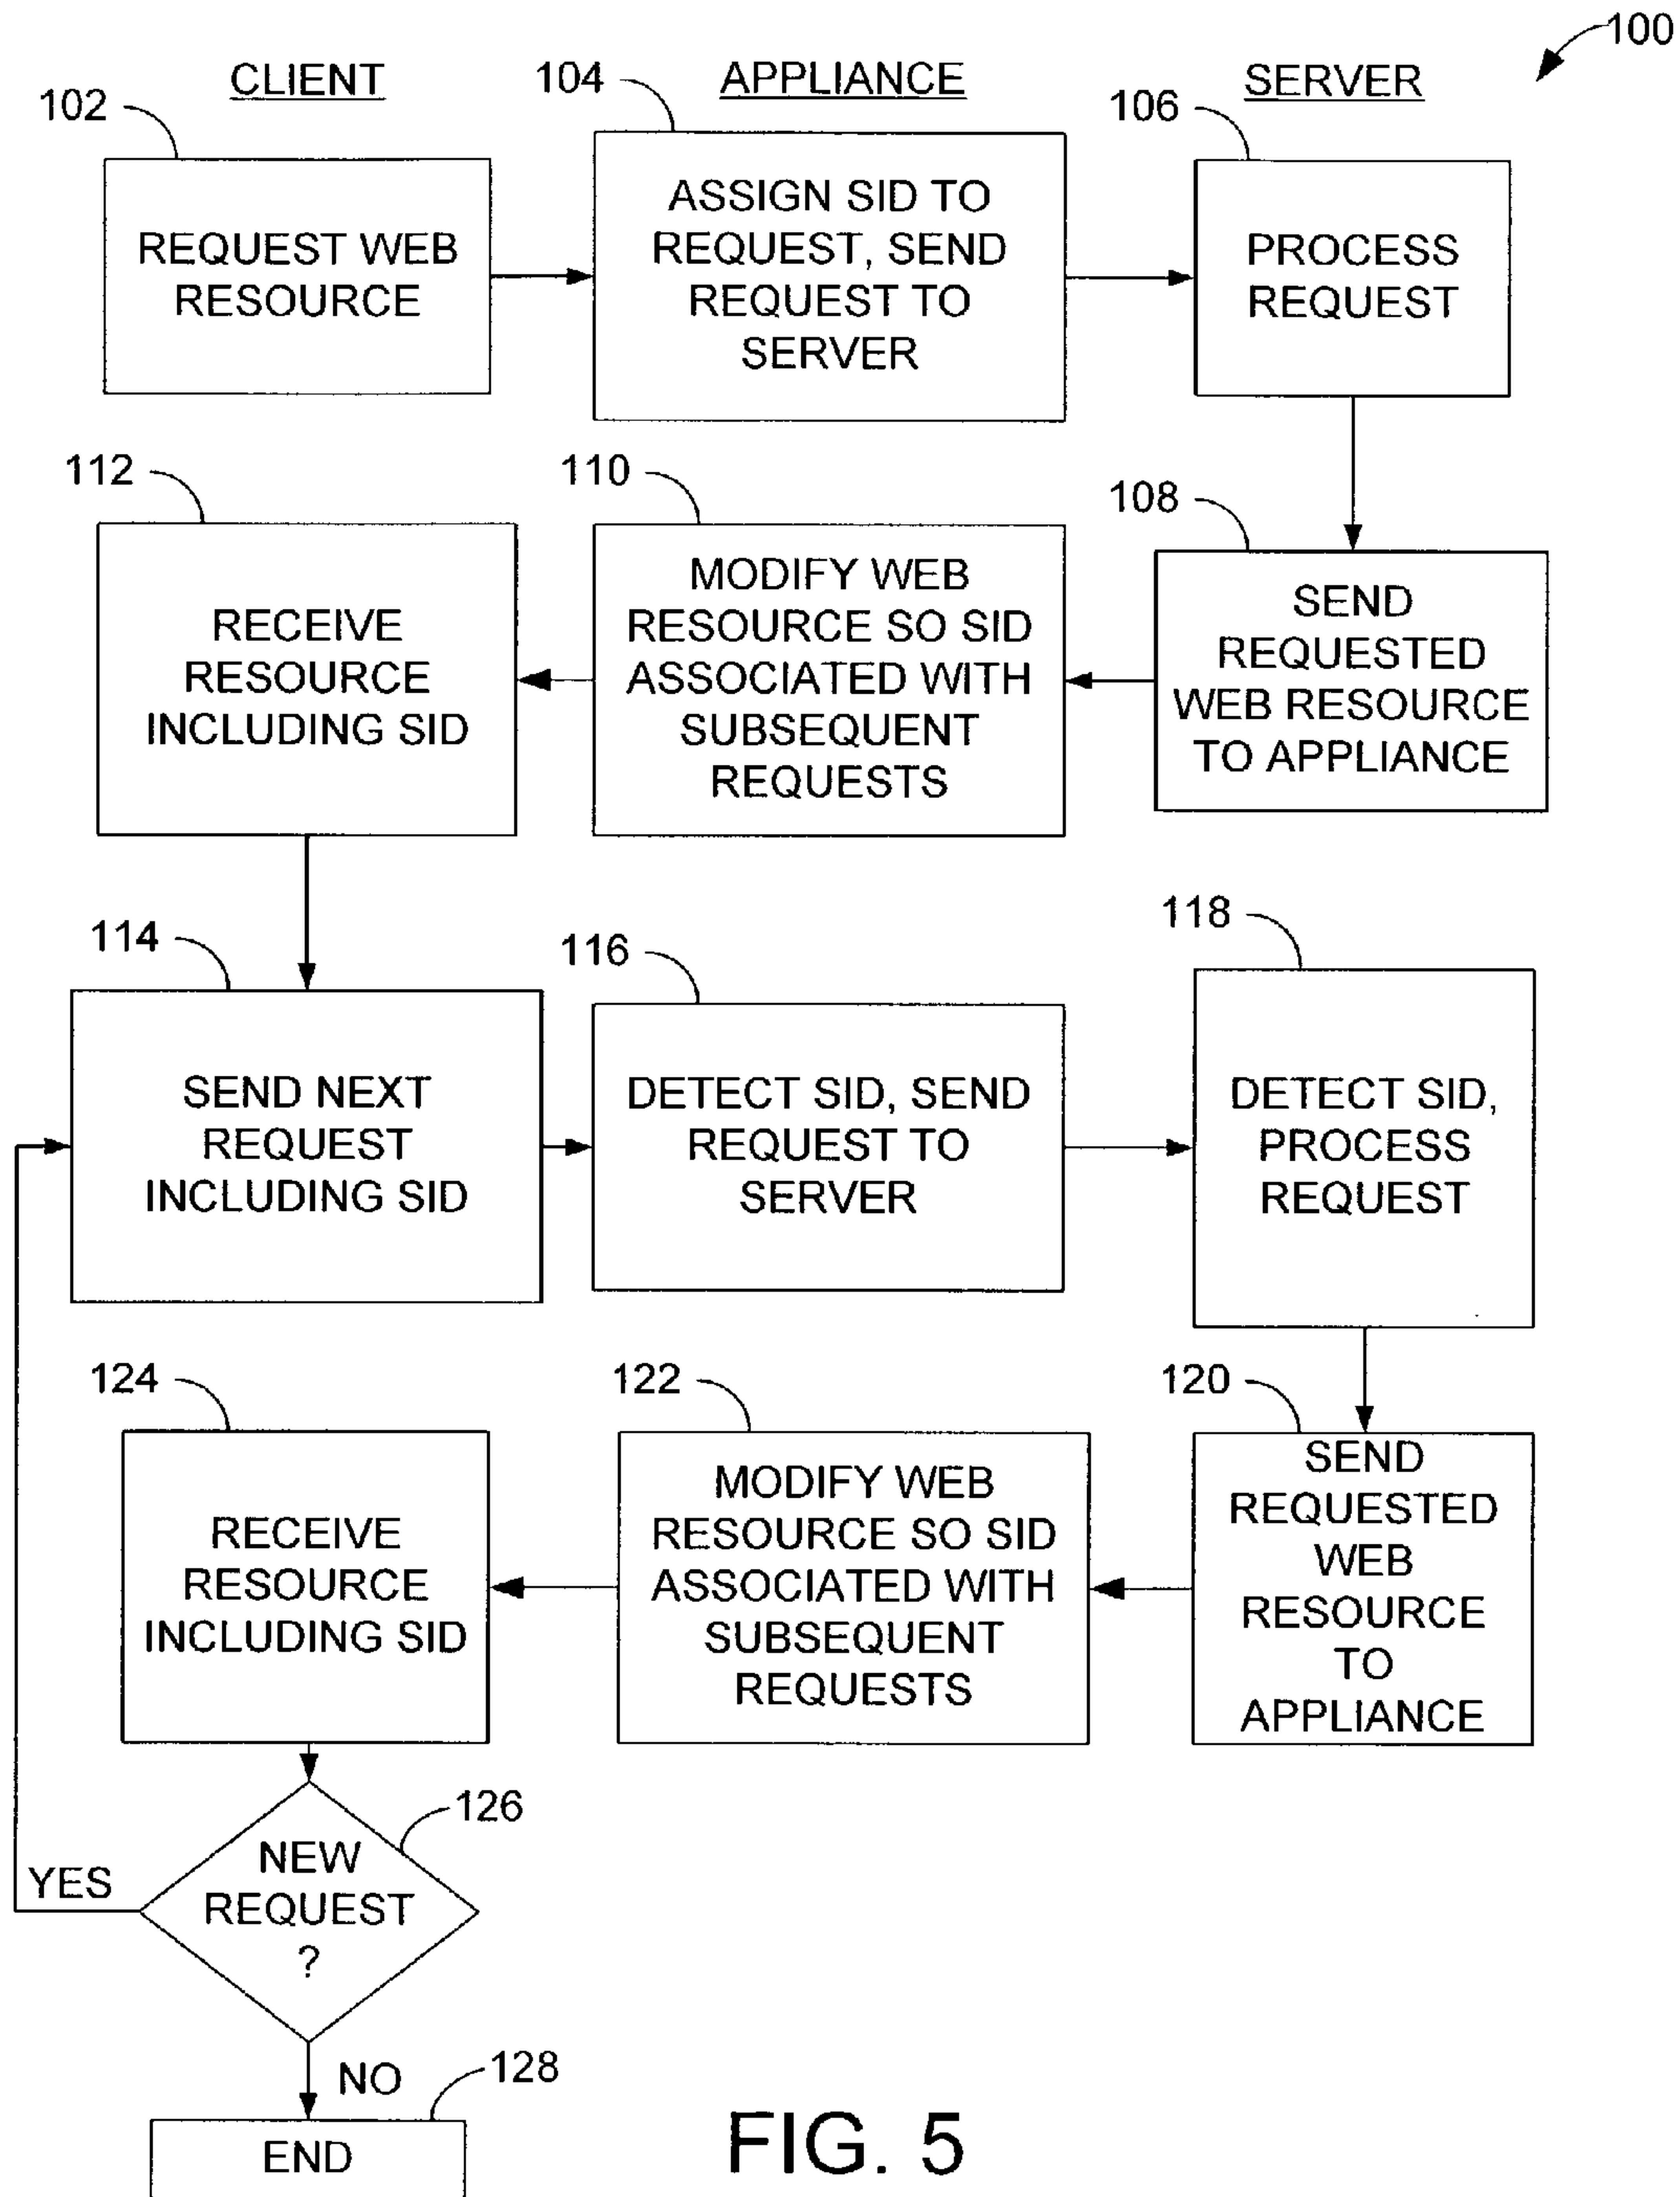 100
CLIENT
APPLIANCE
SERVER
102
104
106
REQUEST WEB
RESOURCE
ASSIGN SID TO
REQUEST, SEND
REQUEST TO
SERVER
PROCESS
REQUEST
112
110
108
RECEIVE
RESOURCE
INCLUDING SID
MODIFY WEB
RESOURCE SO SID
ASSOCIATED WITH
SUBSEQUENT
REQUESTS
SEND
REQUESTED
WEB RESOURCE
TO APPLIANCE
114
116
118
SEND NEXT
REQUEST
INCLUDING SID
DETECT SID, SEND
REQUEST TO
SERVER
DETECT SID,
PROCESS
REQUEST
124
122
120
RECEIVE
RESOURCE
INCLUDING SID
MODIFY WEB
RESOURCE SO SID
ASSOCIATED WITH
SUBSEQUENT
REQUESTS
SEND
REQUESTED
WEB
RESOURCE
TO
APPLIANCE
126
NEW
REQUEST
?
YES
NO
128
END
FIG. 5